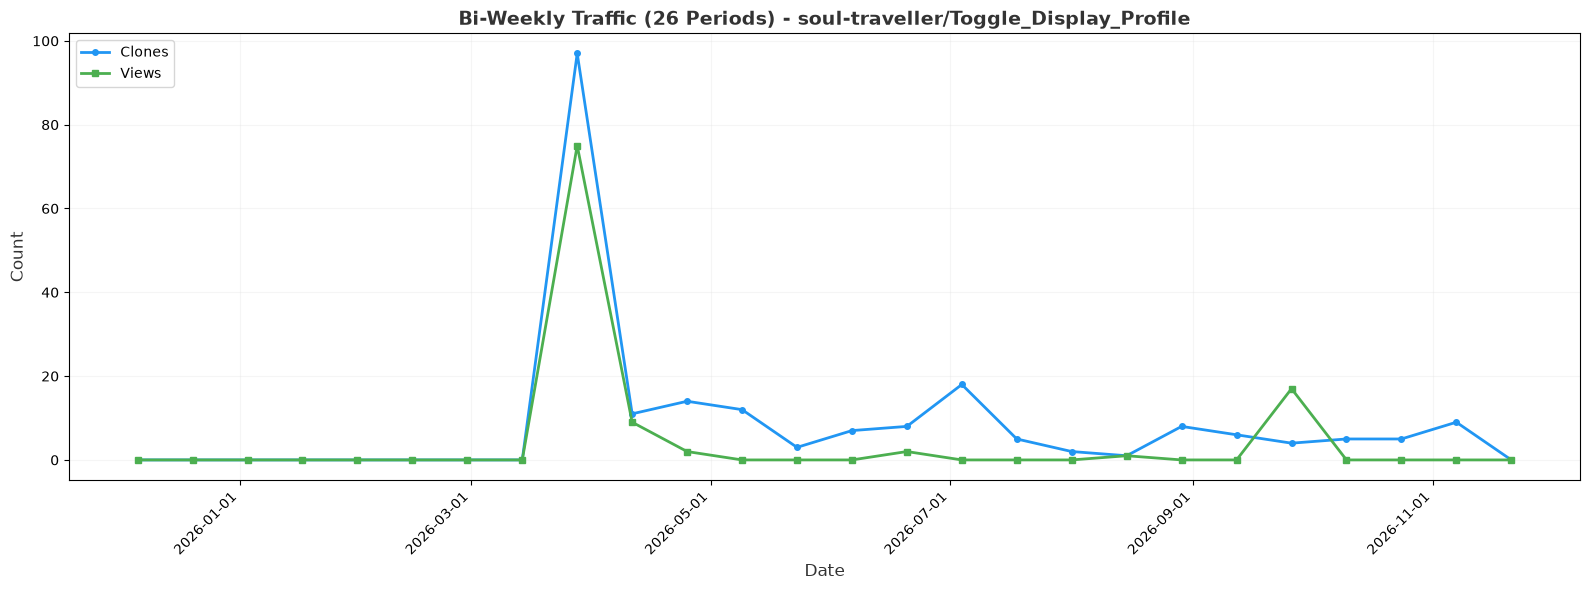 Bi-Weekly Traffic (26 Periods) - soul-traveller/Toggle_Display_Profile
Clones
Views
100
80
60
40
20
0
Count
2026-01-01
2026-03-01
2026-05-01
2026-07-01
2026-09-01
2026-11-01
Date